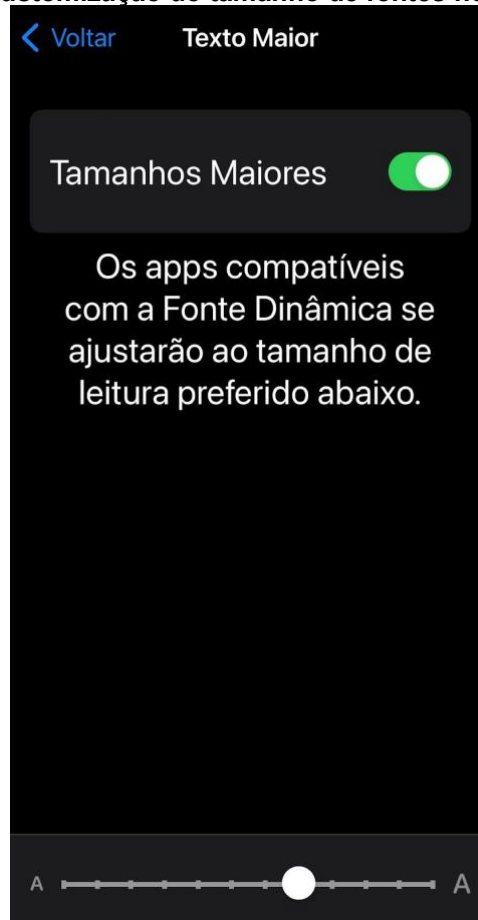 Voltar Texto Maior
Tamanhos Maiores
Os apps compatíveis
com a Fonte Dinâmica se
ajustarão ao tamanho de
leitura preferido abaixo.
A A